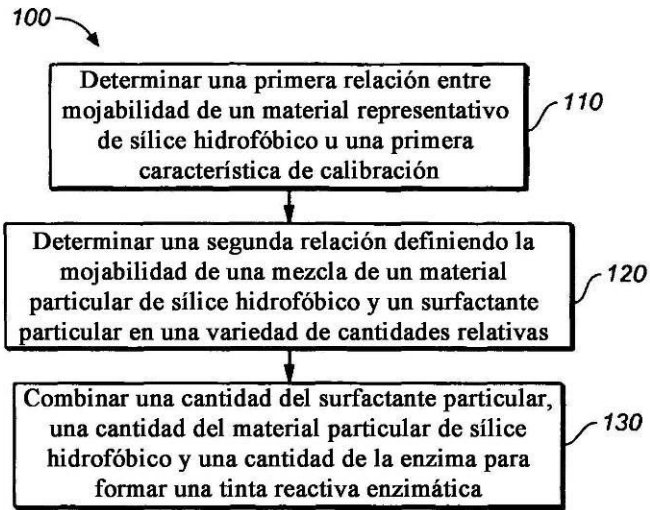 100
Determinar una primera relación entre
mojabilidad de un material representativo
de sílice hidrofóbico u una primera
característica de calibración
110
Determinar una segunda relación definiendo la
mojabilidad de una mezcla de un material
particular de sílice hidrofóbico y un surfactante
particular en una variedad de cantidades relativas
120
Combinar una cantidad del surfactante particular,
una cantidad del material particular de sílice
hidrofóbico y una cantidad de la enzima para
formar una tinta reactiva enzimática
130